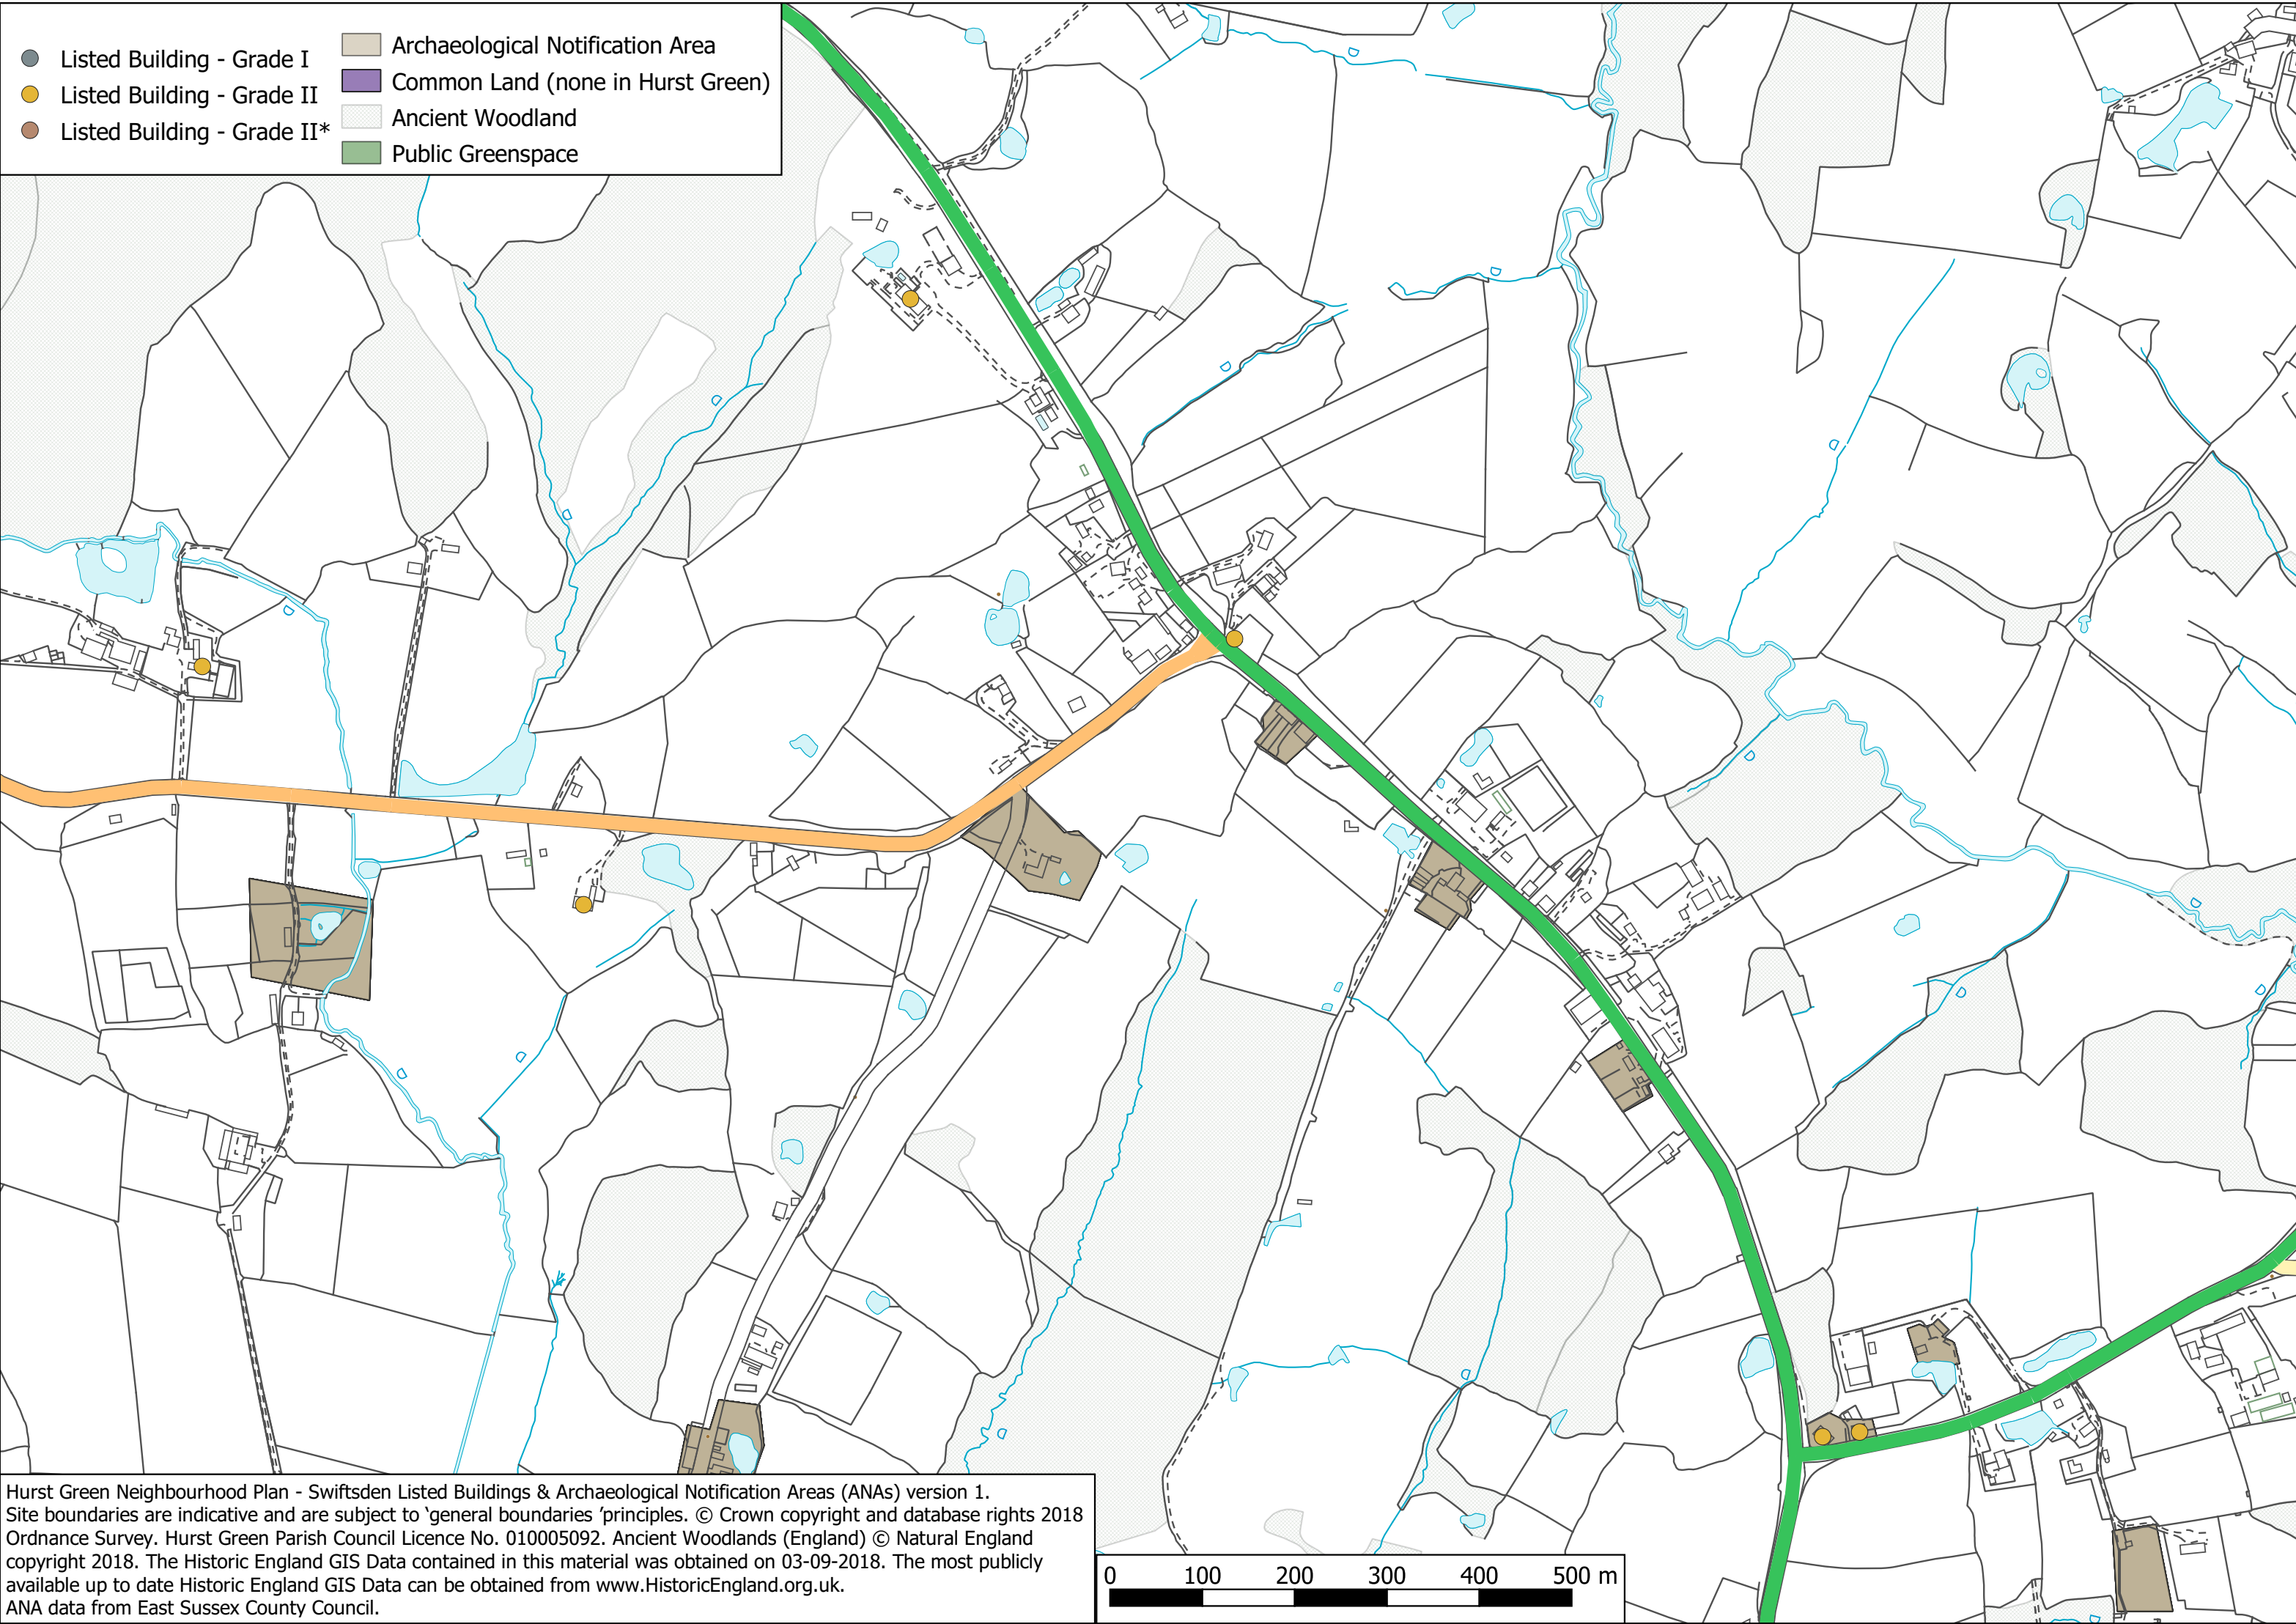 Listed Building - Grade I
Listed Building - Grade II
Listed Building - Grade II*
Archaeological Notification Area
Common Land (none in Hurst Green)
Ancient Woodland
Public Greenspace
Hurst Green Neighbourhood Plan - Swiftsden Listed Buildings & Archaeological Notification Areas (ANAs) version 1.
Site boundaries are indicative and are subject to ‘general boundaries ’principles. © Crown copyright and database rights 2018
Ordnance Survey. Hurst Green Parish Council Licence No. 010005092. Ancient Woodlands (England) © Natural England
copyright 2018. The Historic England GIS Data contained in this material was obtained on 03-09-2018. The most publicly
available up to date Historic England GIS Data can be obtained from www.HistoricEngland.org.uk.
ANA data from East Sussex County Council.
0 100 200 300 400 500 m